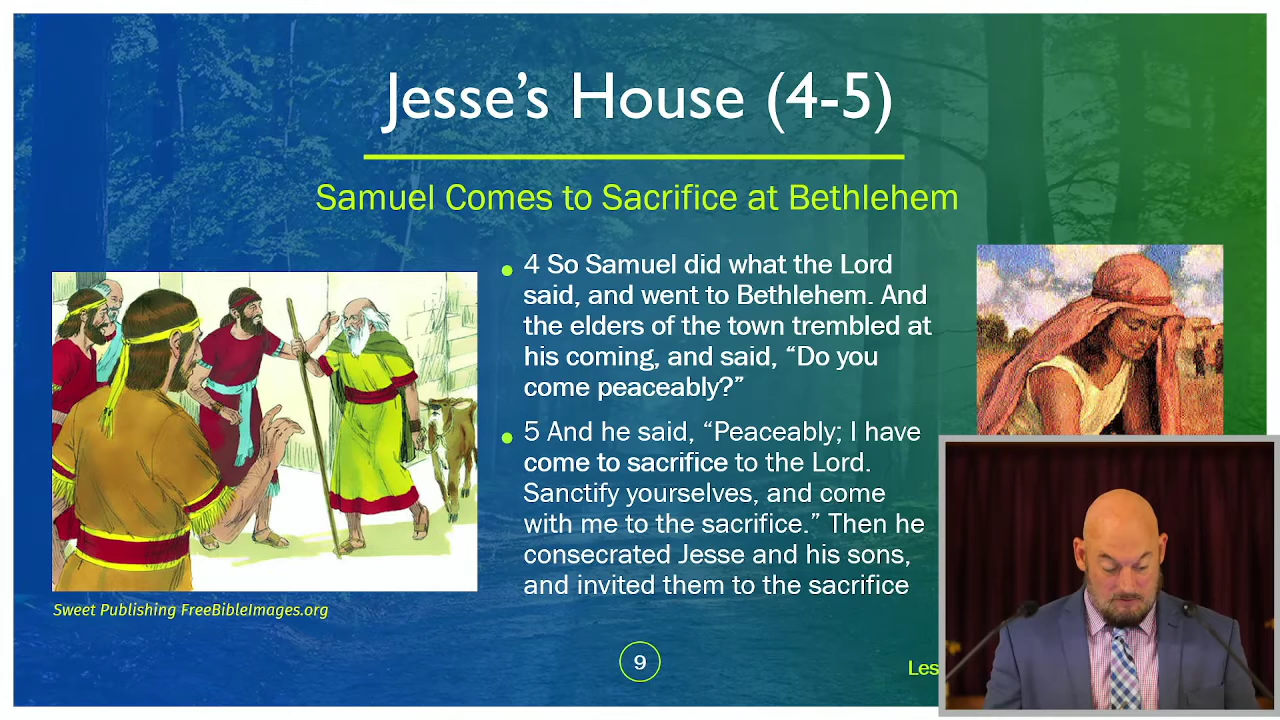 Jesse's House (4-5)
Samuel Comes to Sacrifice at Bethlehem
4 So Samuel did what the Lord
said, and went to Bethlehem. And
the elders of the town trembled at
his coming, and said, “Do you
come peaceably?”
5 And he said, “Peaceably; I have
come to sacrifice to the Lord.
Sanctify yourselves, and come
with me to the sacrifice.” Then he
consecrated Jesse and his sons,
and invited them to the sacrifice
Sweet Publishing FreeBibleImages.org
9
Les